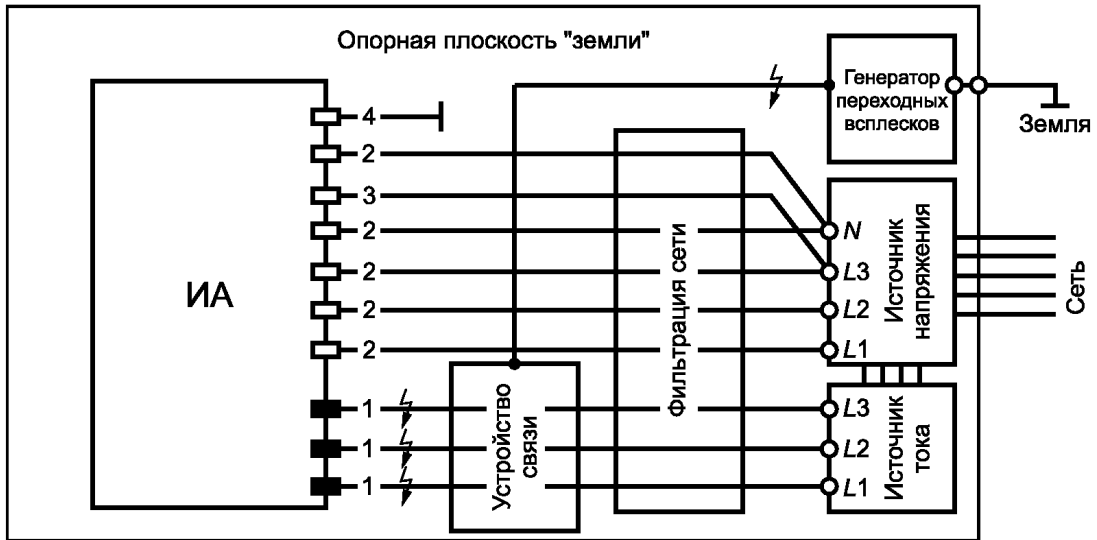 Опорная плоскость "земли"
Генератор
переходных
всплесков
Земля
ИА
4
2
3
2
2
2
2
1
1
1
Устройство
связи
Фильтрация сети
N
L3
L2
L1
Источник
напряжения
Сеть
L3
L2
L1
Источник
тока